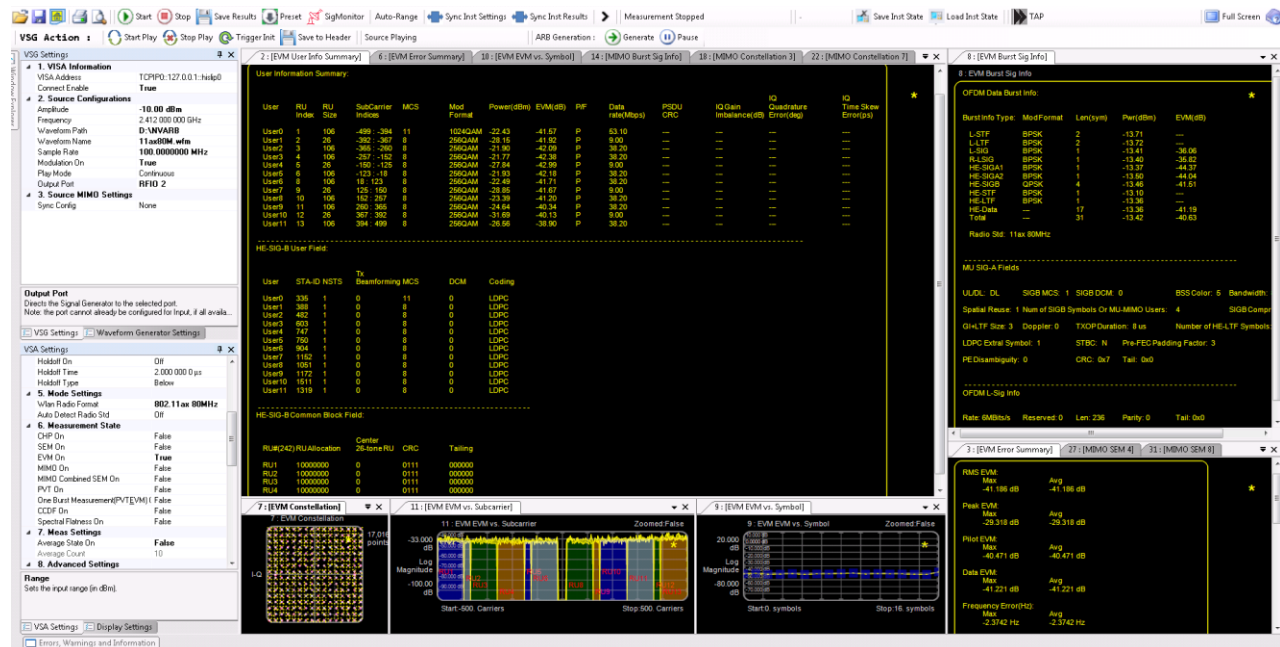 Start Stop Save Results Preset SigMonitor Auto-Range Sync Inst Settings Sync Inst Results Measurement Stopped Save Inst State Load Inst State TAP Full Screen
VSG Action : Start Play Stop Play Trigger Init Save to Header Source Playing ARB Generation : Generate Pause
VSG Settings
1. VISA Information
VISA Address TCPIP0::127.0.0.1::hislip0
Connect Enable True
2. Source Configurations
Amplitude -10.00 dBm
Frequency 2.412 000 000 GHz
Waveform Path D:\NVARB
Waveform Name 11ax80M.wfm
Sample Rate 100.0000000 MHz
Modulation On True
Play Mode Continuous
Output Port RFIO 2
3. Source MIMO Settings
Sync Config None
Output Port
Directs the Signal Generator to the selected port.
Note: the port cannot already be configured for Input, if all availa...
VSG Settings Waveform Generator Settings
VSA Settings
Holdoff On Off
Holdoff Time 2.000 000 0 µs
Holdoff Type Below
5. Mode Settings
Wlan Radio Format 802.11ax 80MHz
Auto Detect Radio Std Off
6. Measurement State
CHP On False
SEM On False
EVM On True
MIMO On False
MIMO Combined SEM On False
PVT On False
One Burst Measurement(PVT,EVM) ( False
CCDF On False
Spectral Flatness On False
7. Meas Settings
Average State On False
Average Count 10
8. Advanced Settings
Range
Sets the input range (in dBm).
VSA Settings Display Settings
Errors, Warnings and Information
2 : [EVM User Info Summary] 6 : [EVM Error Summary] 10 : [EVM EVM vs. Symbol] 14 : [MIMO Burst Sig Info] 18 : [MIMO Constellation 3] 22 : [MIMO Constellation 7]
User Information Summary:
User RU Index RU Size SubCarrier Indices MCS Mod Format Power(dBm) EVM(dB) P/F Data rate(Mbps) PSDU CRC IQ Gain Imbalance(dB) IQ Quadrature Error(deg) IQ Time Skew Error(ps)
User0 1 106 -499 : -394 11 1024QAM -22.43 -41.57 P 53.10 --- --- --- ---
User1 2 26 -392 : -367 8 256QAM -28.15 -41.92 P 9.00 --- --- --- ---
User2 3 106 -365 : -260 8 256QAM -21.90 -42.09 P 38.20 --- --- --- ---
User3 4 106 -257 : -152 8 256QAM -21.77 -42.38 P 38.20 --- --- --- ---
User4 5 26 -150 : -125 8 256QAM -27.84 -42.99 P 9.00 --- --- --- ---
User5 6 106 -123 : -18 8 256QAM -21.93 -42.18 P 38.20 --- --- --- ---
User6 8 106 18 : 123 8 256QAM -22.49 -41.71 P 38.20 --- --- --- ---
User7 9 26 125 : 150 8 256QAM -28.85 -41.67 P 9.00 --- --- --- ---
User8 10 106 152 : 257 8 256QAM -23.39 -41.20 P 38.20 --- --- --- ---
User9 11 106 260 : 365 8 256QAM -24.64 -40.34 P 38.20 --- --- --- ---
User10 12 26 367 : 392 8 256QAM -31.69 -40.13 P 9.00 --- --- --- ---
User11 13 106 394 : 499 8 256QAM -26.56 -38.90 P 38.20 --- --- --- ---
HE-SIG-B User Field:
User STA-ID NSTS Tx Beamforming MCS DCM Coding
User0 335 1 0 11 0 LDPC
User1 388 1 0 8 0 LDPC
User2 482 1 0 8 0 LDPC
User3 603 1 0 8 0 LDPC
User4 747 1 0 8 0 LDPC
User5 750 1 0 8 0 LDPC
User6 904 1 0 8 0 LDPC
User7 1152 1 0 8 0 LDPC
User8 1051 1 0 8 0 LDPC
User9 1172 1 0 8 0 LDPC
User10 1511 1 0 8 0 LDPC
User11 1319 1 0 8 0 LDPC
HE-SIG-B Common Block Field:
RU#(242) RU Allocation Center 26-tone RU CRC Tailing
RU1 10000000 0 0111 000000
RU2 10000000 0 0111 000000
RU3 10000000 0 0111 000000
RU4 10000000 0 0111 000000
7 : [EVM Constellation]
7 : EVM Constellation
17,016 points
I-Q
11 : [EVM EVM vs. Subcarrier]
11 : EVM EVM vs. Subcarrier Zoomed:False
-33.000 dB
Log Magnitude
-100.00 dB
Start:-500. Carriers Stop:500. Carriers
9 : [EVM EVM vs. Symbol]
9 : EVM EVM vs. Symbol Zoomed:False
20.000 dB
Log Magnitude
-80.000 dB
Start:0. symbols Stop:16. symbols
8 : [EVM Burst Sig Info]
8 : EVM Burst Sig Info
OFDM Data Burst Info:
Burst Info Type: Mod Format Len(sym) Pwr(dBm) EVM(dB)
L-STF BPSK 2 -13.71 ---
L-LTF BPSK 2 -13.72 ---
L-SIG BPSK 1 -13.41 -36.06
R-LSIG BPSK 1 -13.40 -35.82
HE-SIGA1 BPSK 1 -13.37 -44.37
HE-SIGA2 BPSK 1 -13.50 -44.04
HE-SIGB QPSK 4 -13.46 -41.51
HE-STF BPSK 1 -13.10 ---
HE-LTF BPSK 1 -13.36 ---
HE-Data --- 17 -13.36 -41.19
Total --- 31 -13.42 -40.63
Radio Std: 11ax 80MHz
MU SIG-A Fields
UL/DL: DL SIGB MCS: 1 SIGB DCM: 0 BSS Color: 5 Bandwidth:
Spatial Reuse: 1 Num of SIGB Symbols Or MU-MIMO Users: 4 SIGB Compr
GI+LTF Size: 3 Doppler: 0 TXOP Duration: 8 us Number of HE-LTF Symbols:
LDPC Extral Symbol: 1 STBC: N Pre-FEC Padding Factor: 3
PE Disambiguity: 0 CRC: 0x7 Tail: 0x0
OFDM L-Sig Info
Rate: 6MBits/s Reserved: 0 Len: 236 Parity: 0 Tail: 0x0
3 : [EVM Error Summary] 27 : [MIMO SEM 4] 31 : [MIMO SEM 8]
RMS EVM:
Max Avg
-41.186 dB -41.186 dB
Peak EVM:
Max Avg
-29.318 dB -29.318 dB
Pilot EVM:
Max Avg
-40.471 dB -40.471 dB
Data EVM:
Max Avg
-41.221 dB -41.221 dB
Frequency Error(Hz):
Max Avg
-2.3742 Hz -2.3742 Hz